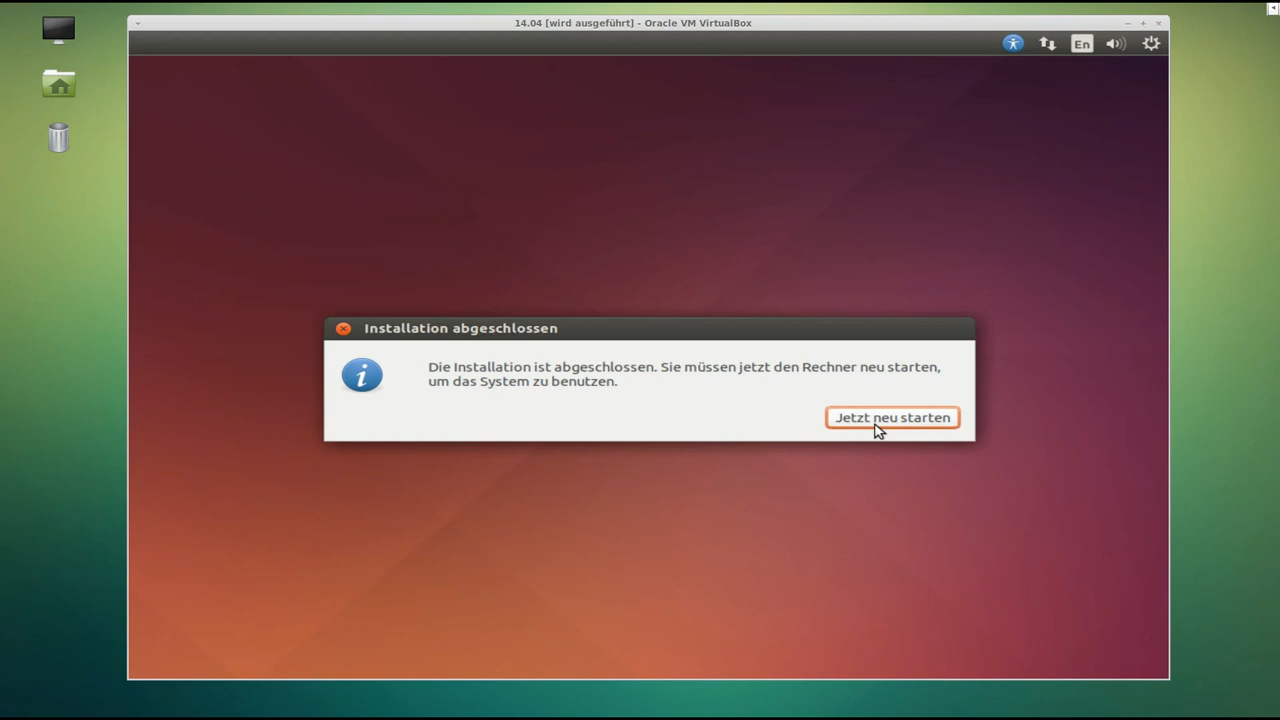 14.04 [wird ausgeführt] - Oracle VM VirtualBox
En
Installation abgeschlossen
Die Installation ist abgeschlossen. Sie müssen jetzt den Rechner neu starten,
um das System zu benutzen.
Jetzt neu starten